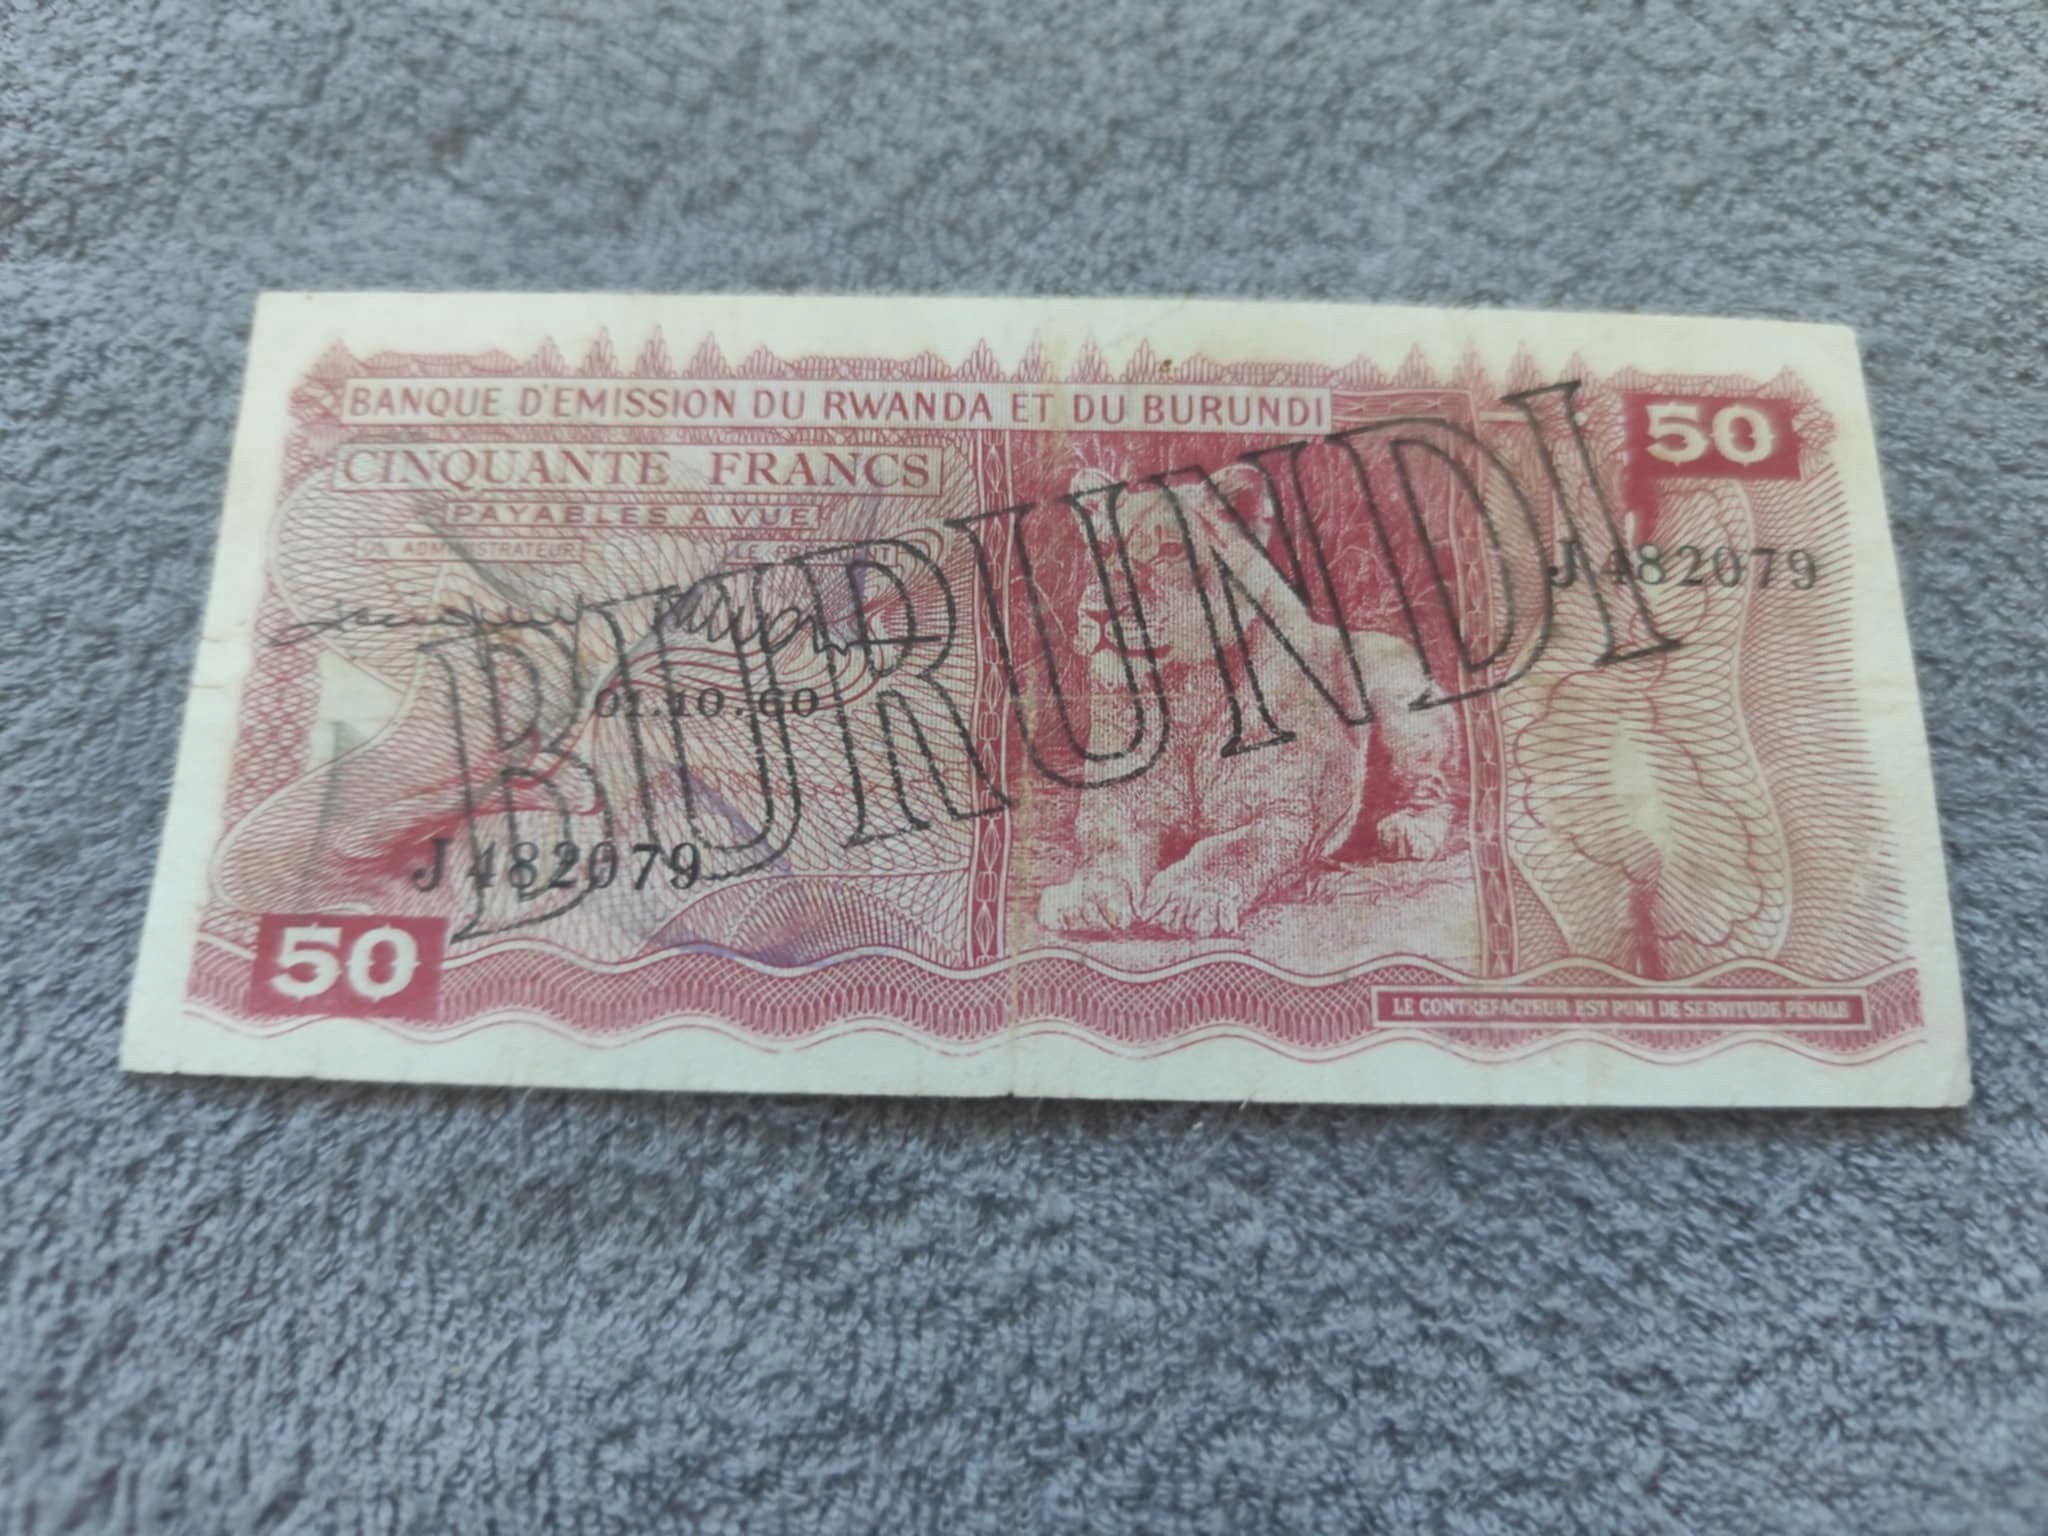 BANQUE D'EMISSION DU RWANDA ET DU BURUNDI
50
CINQUANTE FRANCS
PAYABLES A VUE
UN ADMINISTRATEUR
LE PRESIDENT
J 482079
01.10.60
BURUNDI
J 482079
50
LE CONTREFACTEUR EST PUNI DE SERVITUDE PÉNALE